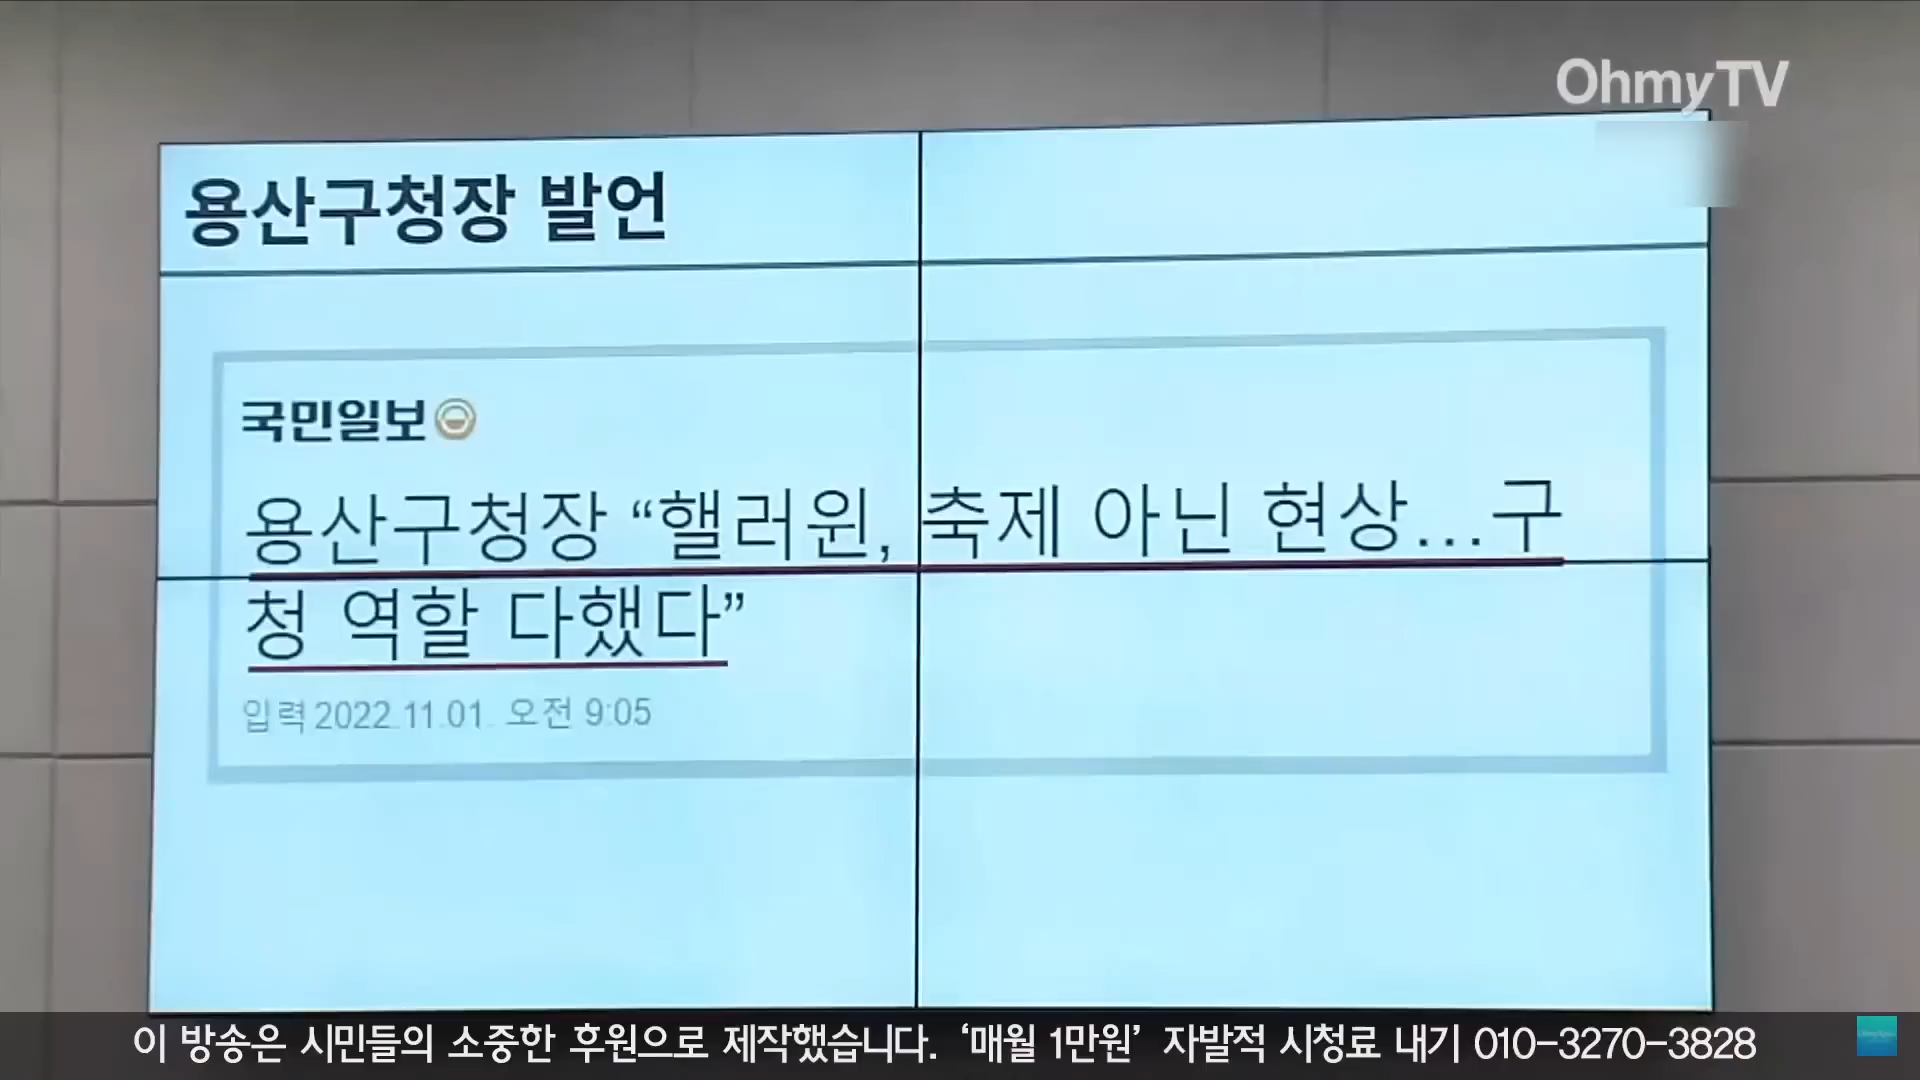 OhmyTV
용산구청장 발언
국민일보
용산구청장 “핼러윈, 축제 아닌 현상...구
청 역할 다했다”
입력 2022.11.01. 오전 9:05
이 방송은 시민들의 소중한 후원으로 제작했습니다. ‘매월 1만원’ 자발적 시청료 내기 010-3270-3828